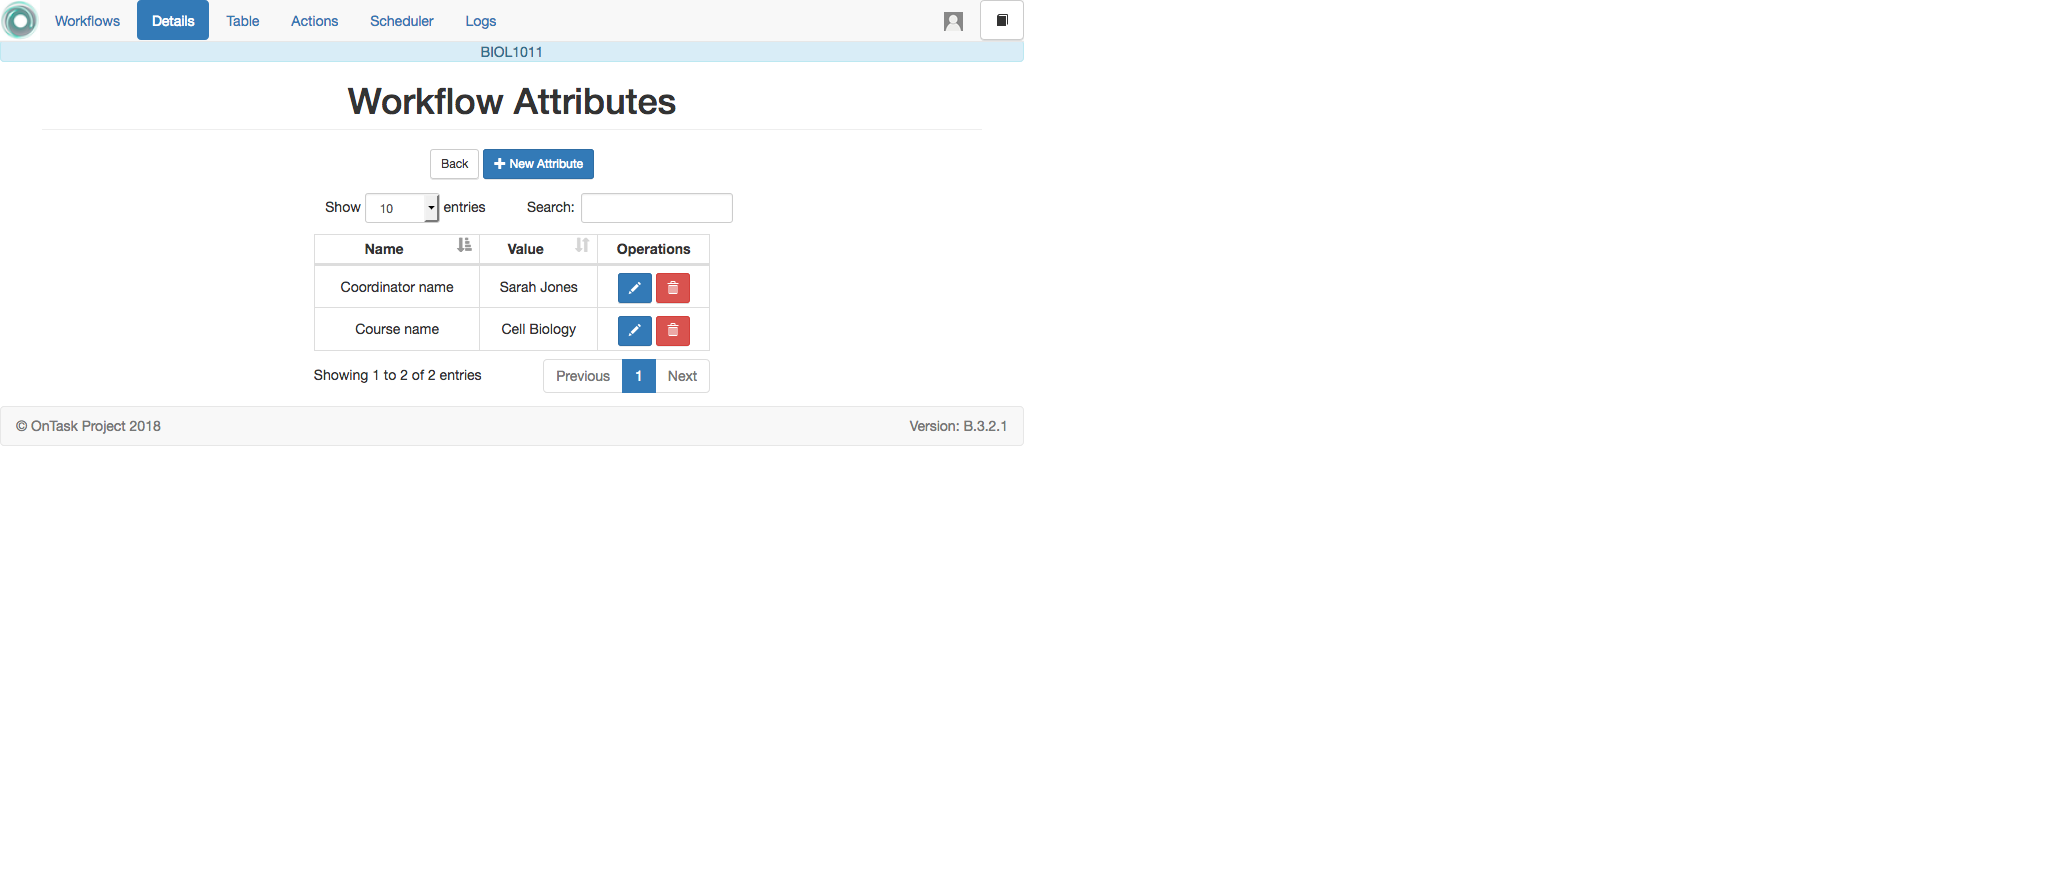 Workflows Details Table Actions Scheduler Logs
BIOL1011
Workflow Attributes
Back New Attribute
Show 10 entries Search:
Name Value Operations
Coordinator name Sarah Jones
Course name Cell Biology
Showing 1 to 2 of 2 entries Previous 1 Next
© OnTask Project 2018 Version: B.3.2.1